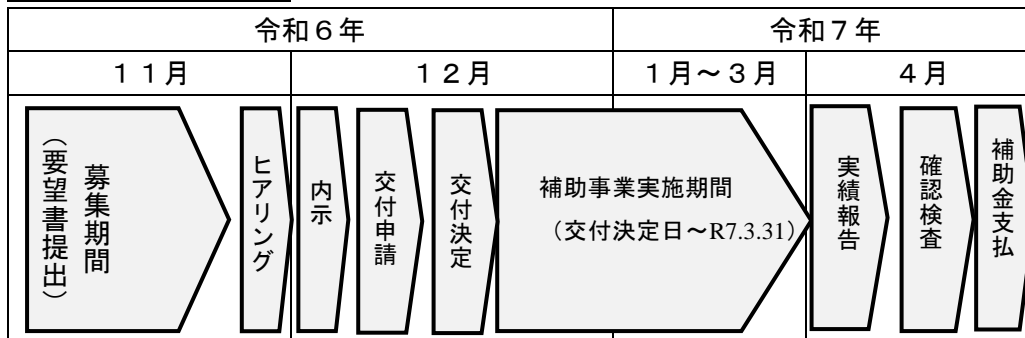 令和６年
令和７年
１１月
１２月
１月～３月
４月
募集期間
（要望書提出）
ヒアリング
内示
交付申請
交付決定
補助事業実施期間
（交付決定日～R7.3.31）
実績報告
確認検査
補助金支払